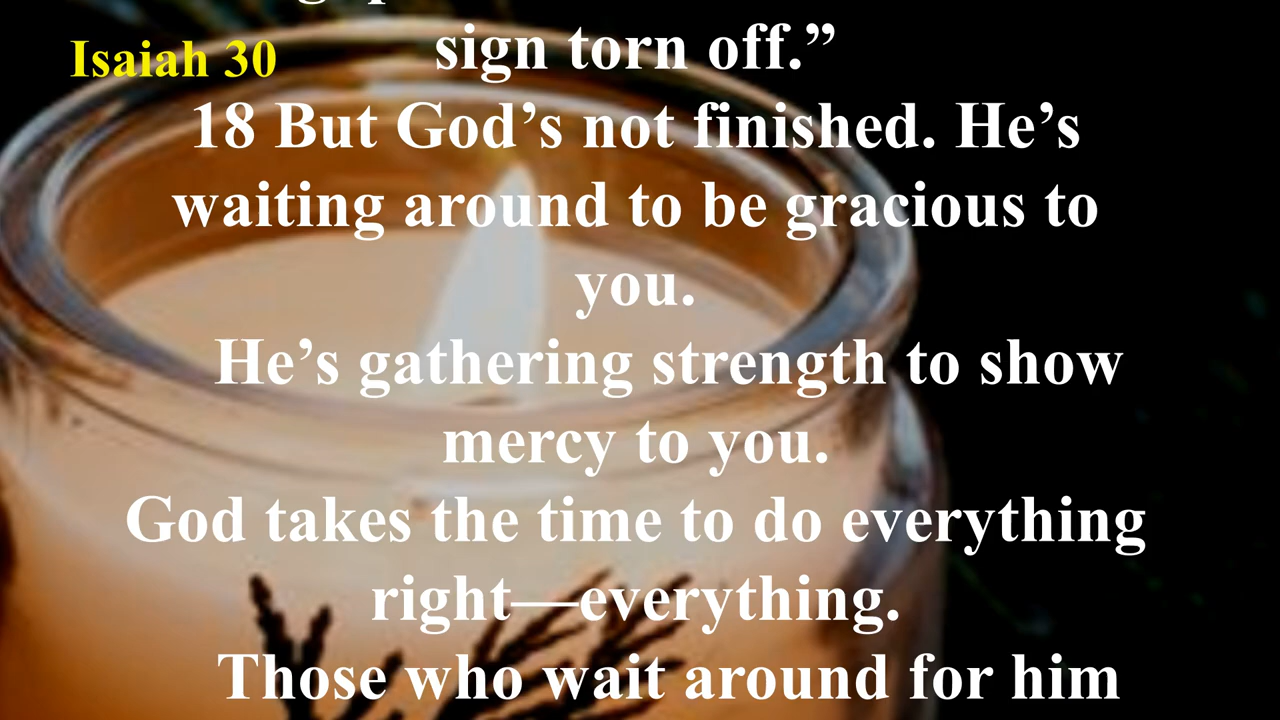 Isaiah 30
sign torn off.”
18 But God’s not finished. He’s
waiting around to be gracious to
you.
He’s gathering strength to show
mercy to you.
God takes the time to do everything
right—everything.
Those who wait around for him